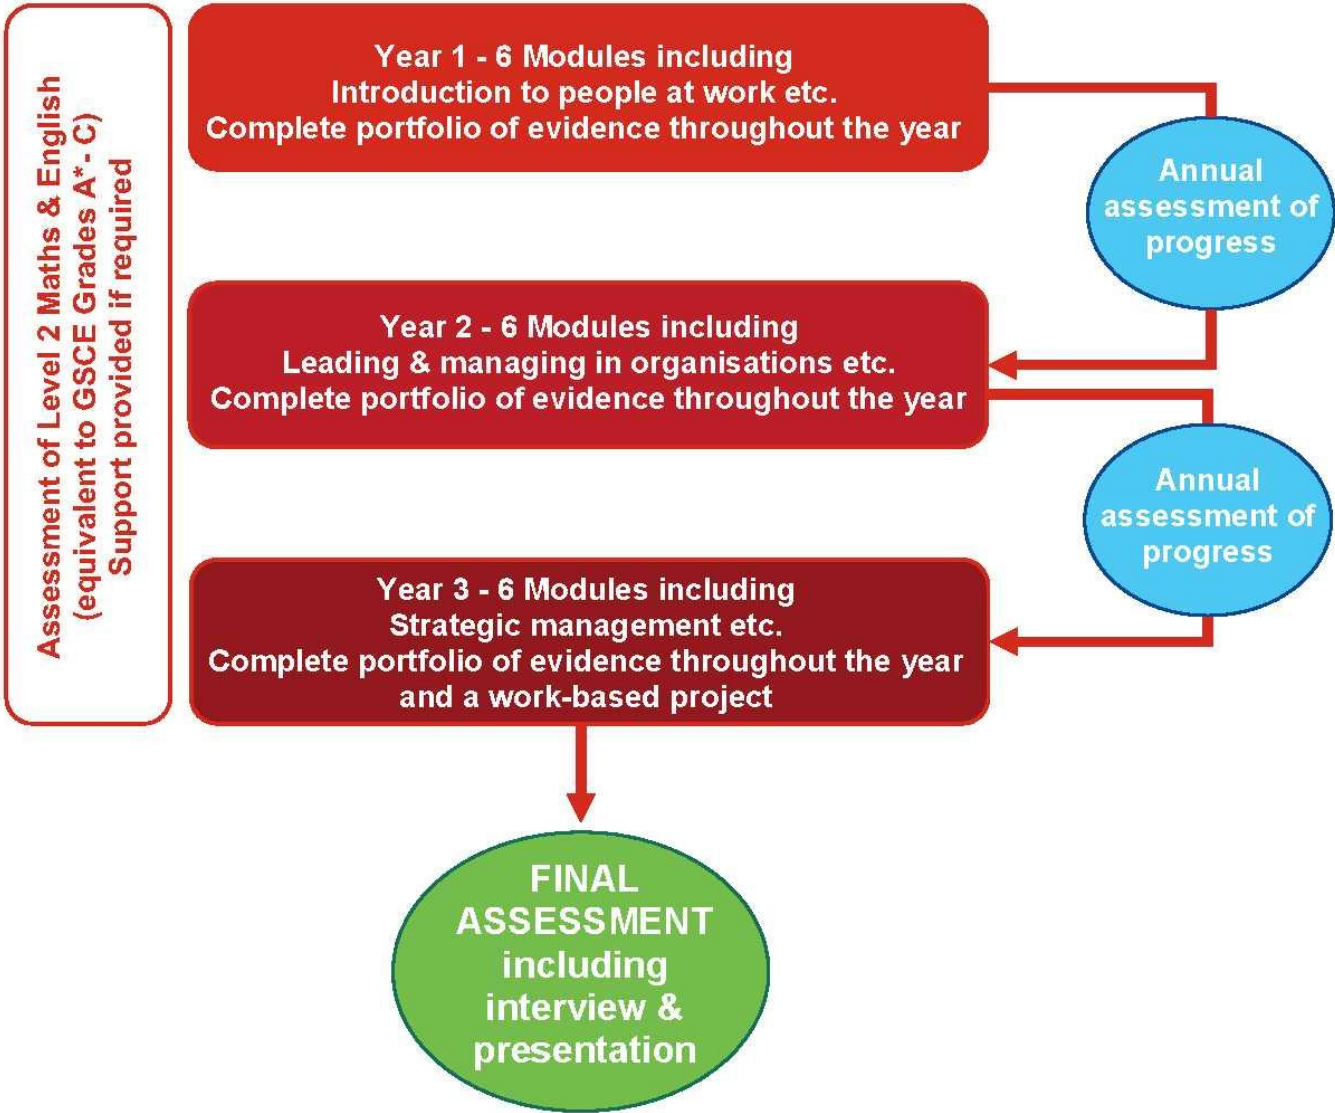 Assessment of Level 2 Maths & English
(equivalent to GSCE Grades A*- C)
Support provided if required
Year 1 - 6 Modules including
Introduction to people at work etc.
Complete portfolio of evidence throughout the year
Annual
assessment of
progress
Year 2 - 6 Modules including
Leading & managing in organisations etc.
Complete portfolio of evidence throughout the year
Annual
assessment of
progress
Year 3 - 6 Modules including
Strategic management etc.
Complete portfolio of evidence throughout the year
and a work-based project
FINAL
ASSESSMENT
including
interview &
presentation